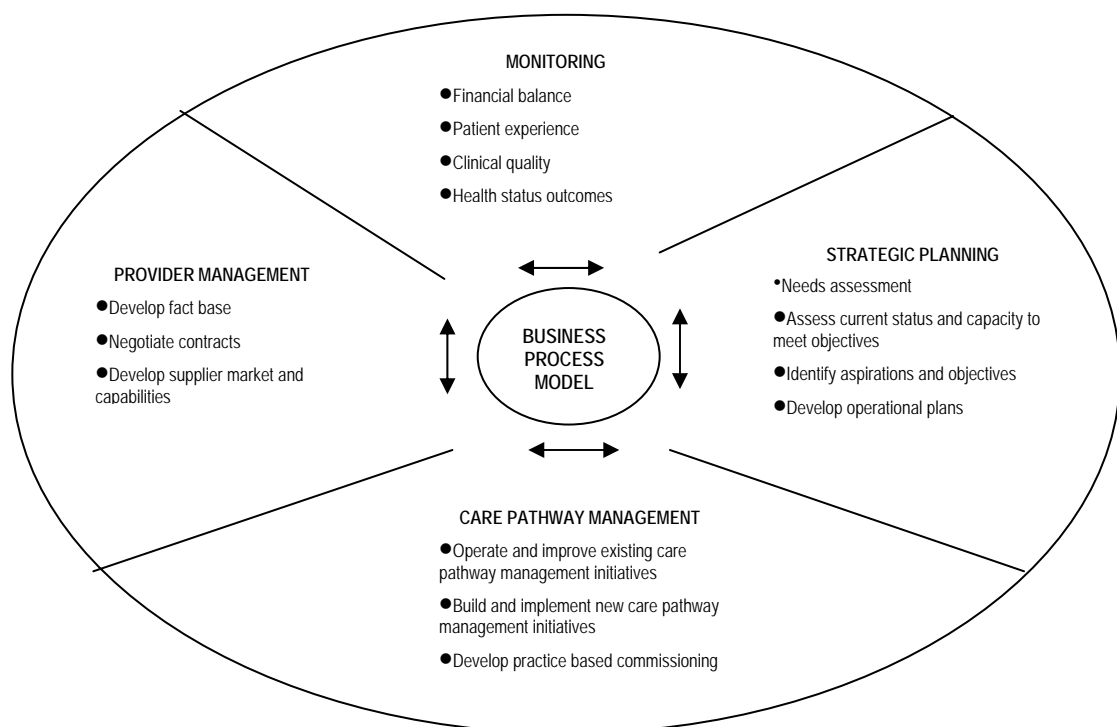 MONITORING
●Financial balance
●Patient experience
●Clinical quality
●Health status outcomes
PROVIDER MANAGEMENT
●Develop fact base
●Negotiate contracts
●Develop supplier market and
capabilities
BUSINESS
PROCESS
MODEL
STRATEGIC PLANNING
•Needs assessment
●Assess current status and capacity to
meet objectives
●Identify aspirations and objectives
●Develop operational plans
CARE PATHWAY MANAGEMENT
●Operate and improve existing care
pathway management initiatives
●Build and implement new care pathway
management initiatives
●Develop practice based commissioning